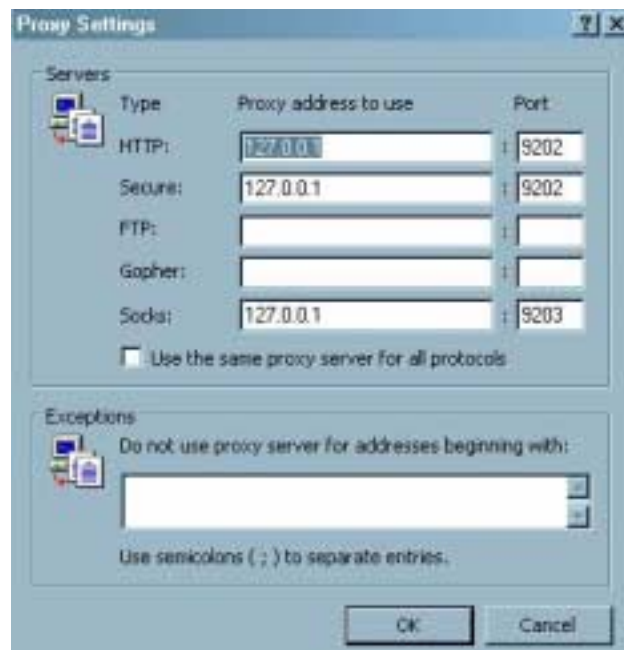 Proxy Settings
Servers
Type Proxy address to use Port
HTTP: 127.0.0.1 : 9202
Secure: 127.0.0.1 : 9202
FTP: :
Gopher: :
Socks: 127.0.0.1 : 9203
Use the same proxy server for all protocols
Exceptions
Do not use proxy server for addresses beginning with:
Use semicolons ( ; ) to separate entries.
OK Cancel